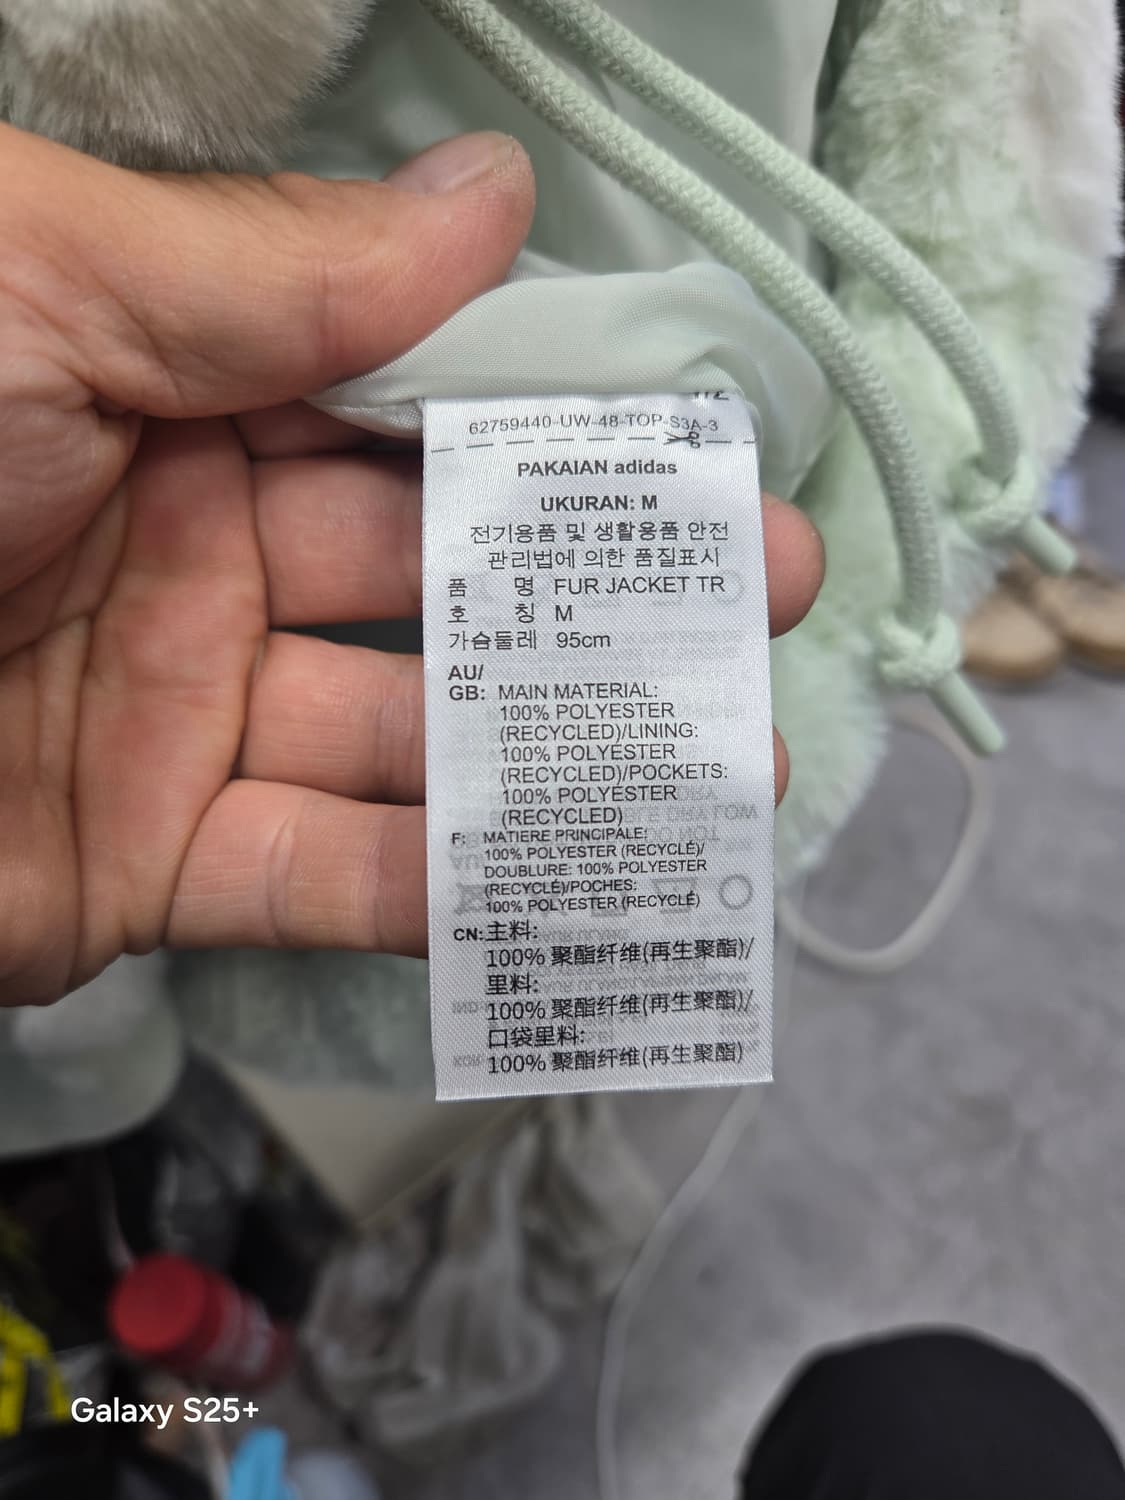 62759440-UW-48-TOP-S3A-3
PAKAIAN adidas
UKURAN: M
전기용품 및 생활용품 안전
관리법에 의한 품질표시
품 명 FUR JACKET TR
호 칭 M
가슴둘레 95cm
AU/
GB: MAIN MATERIAL:
100% POLYESTER
(RECYCLED)/LINING:
100% POLYESTER
(RECYCLED)/POCKETS:
100% POLYESTER
(RECYCLED)
F: MATIERE PRINCIPALE:
100% POLYESTER (RECYCLÉ)/
DOUBLURE: 100% POLYESTER
(RECYCLÉ)/POCHES:
100% POLYESTER (RECYCLÉ)
CN: 主料:
100% 聚酯纤维(再生聚酯)/
里料:
100% 聚酯纤维(再生聚酯)/
口袋里料:
100% 聚酯纤维(再生聚酯)
Galaxy S25+